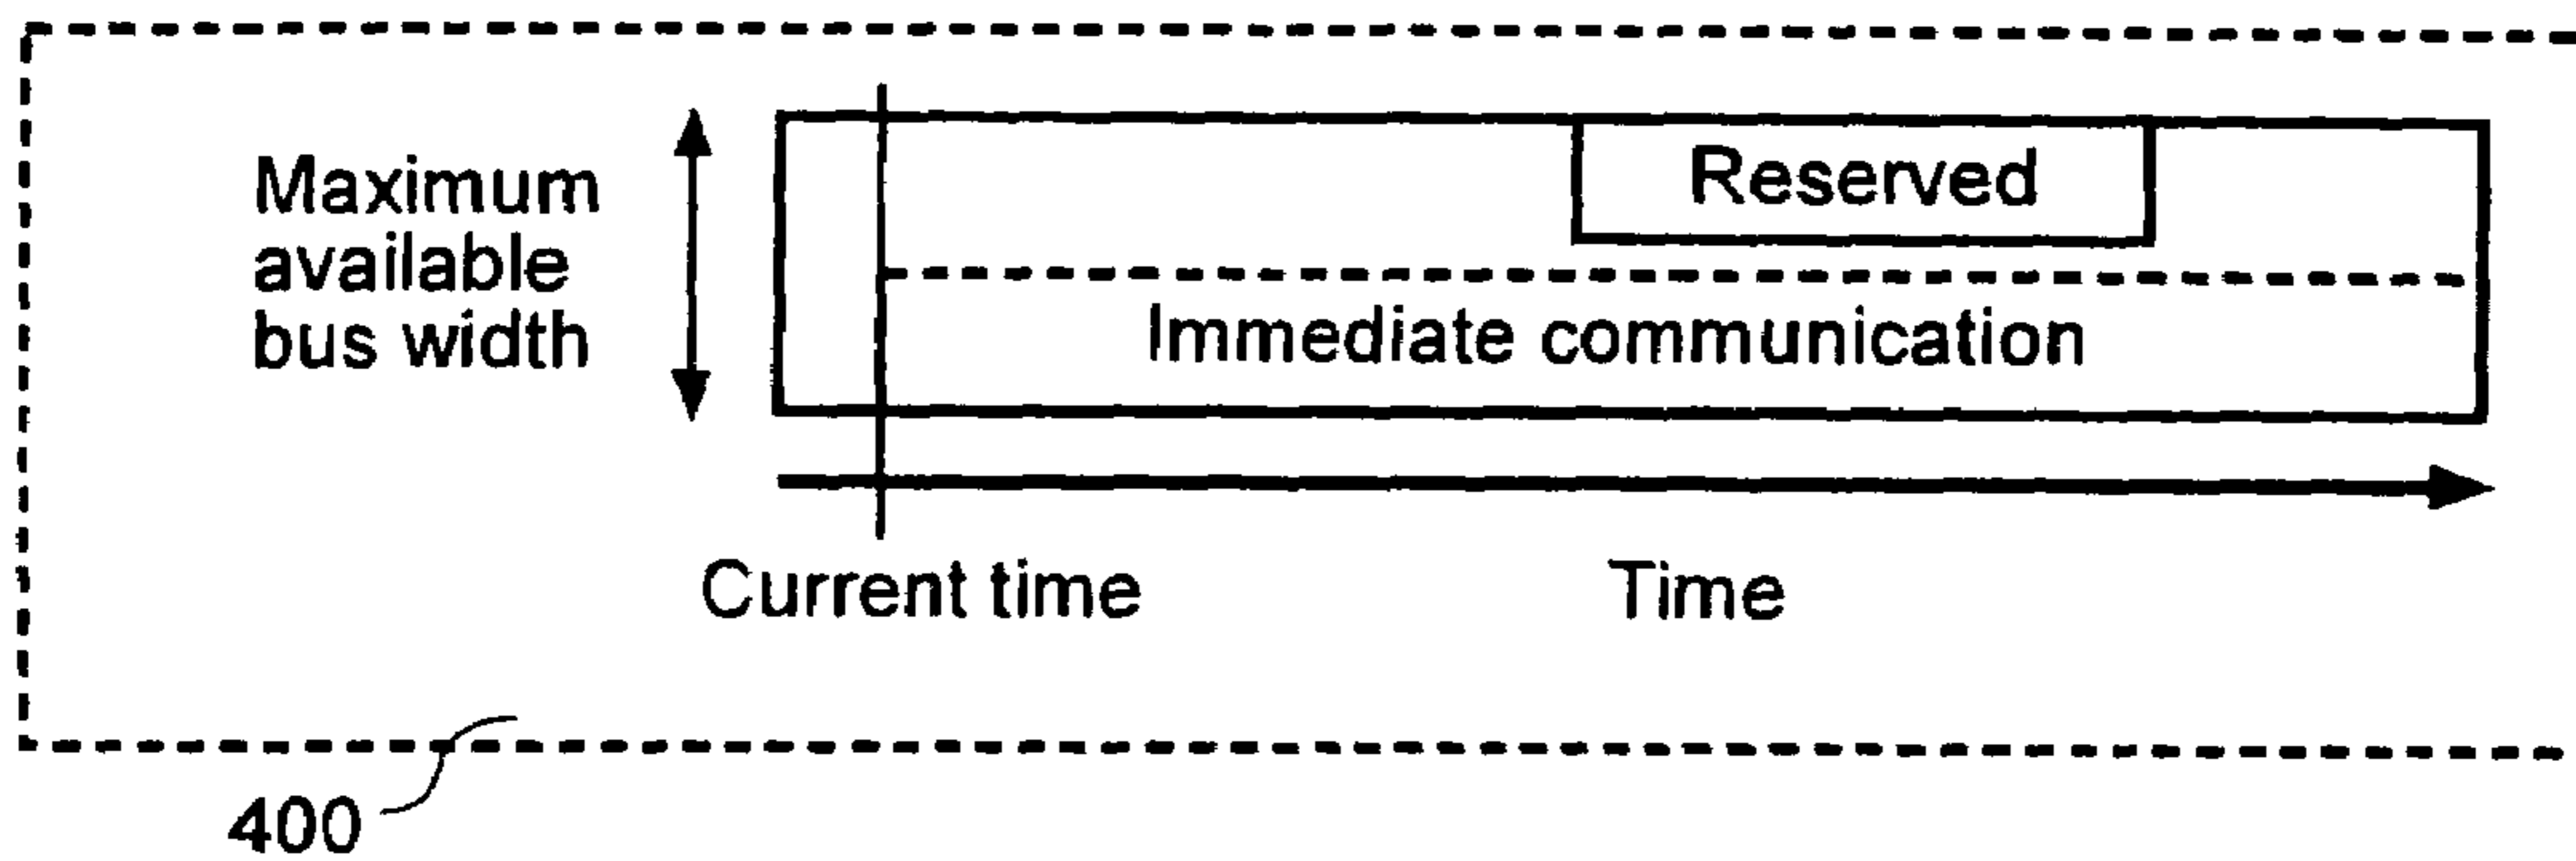 Maximum
available
bus width
Reserved
Immediate communication
Current time
Time
400